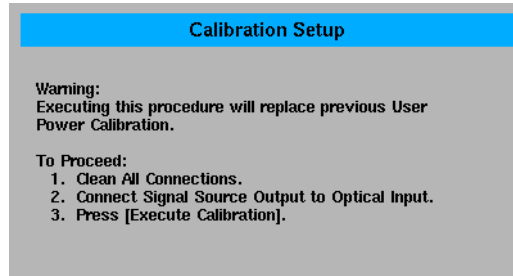 Calibration Setup
Warning:
Executing this procedure will replace previous User
Power Calibration.
To Proceed:
1. Clean All Connections.
2. Connect Signal Source Output to Optical Input.
3. Press [Execute Calibration].